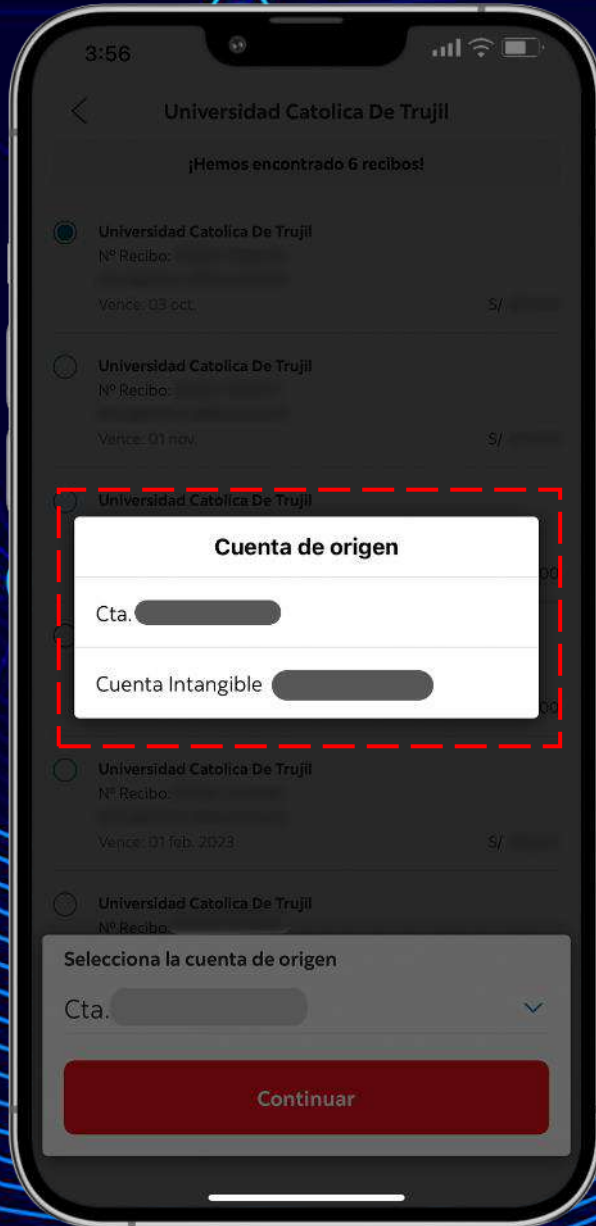 3:56
Universidad Catolica De Trujil
¡Hemos encontrado 6 recibos!
Universidad Catolica De Trujil
Nº Recibo:
Vence: 03 oct.
S/
Universidad Catolica De Trujil
Nº Recibo:
Vence: 01 nov.
S/
Universidad Catolica De Trujil
Cuenta de origen
00
Cta.
Cuenta Intangible
00
Universidad Catolica De Trujil
Nº Recibo:
Vence: 01 feb. 2023
S/
Universidad Catolica De Trujil
Nº Recibo:
Selecciona la cuenta de origen
Cta.
Continuar